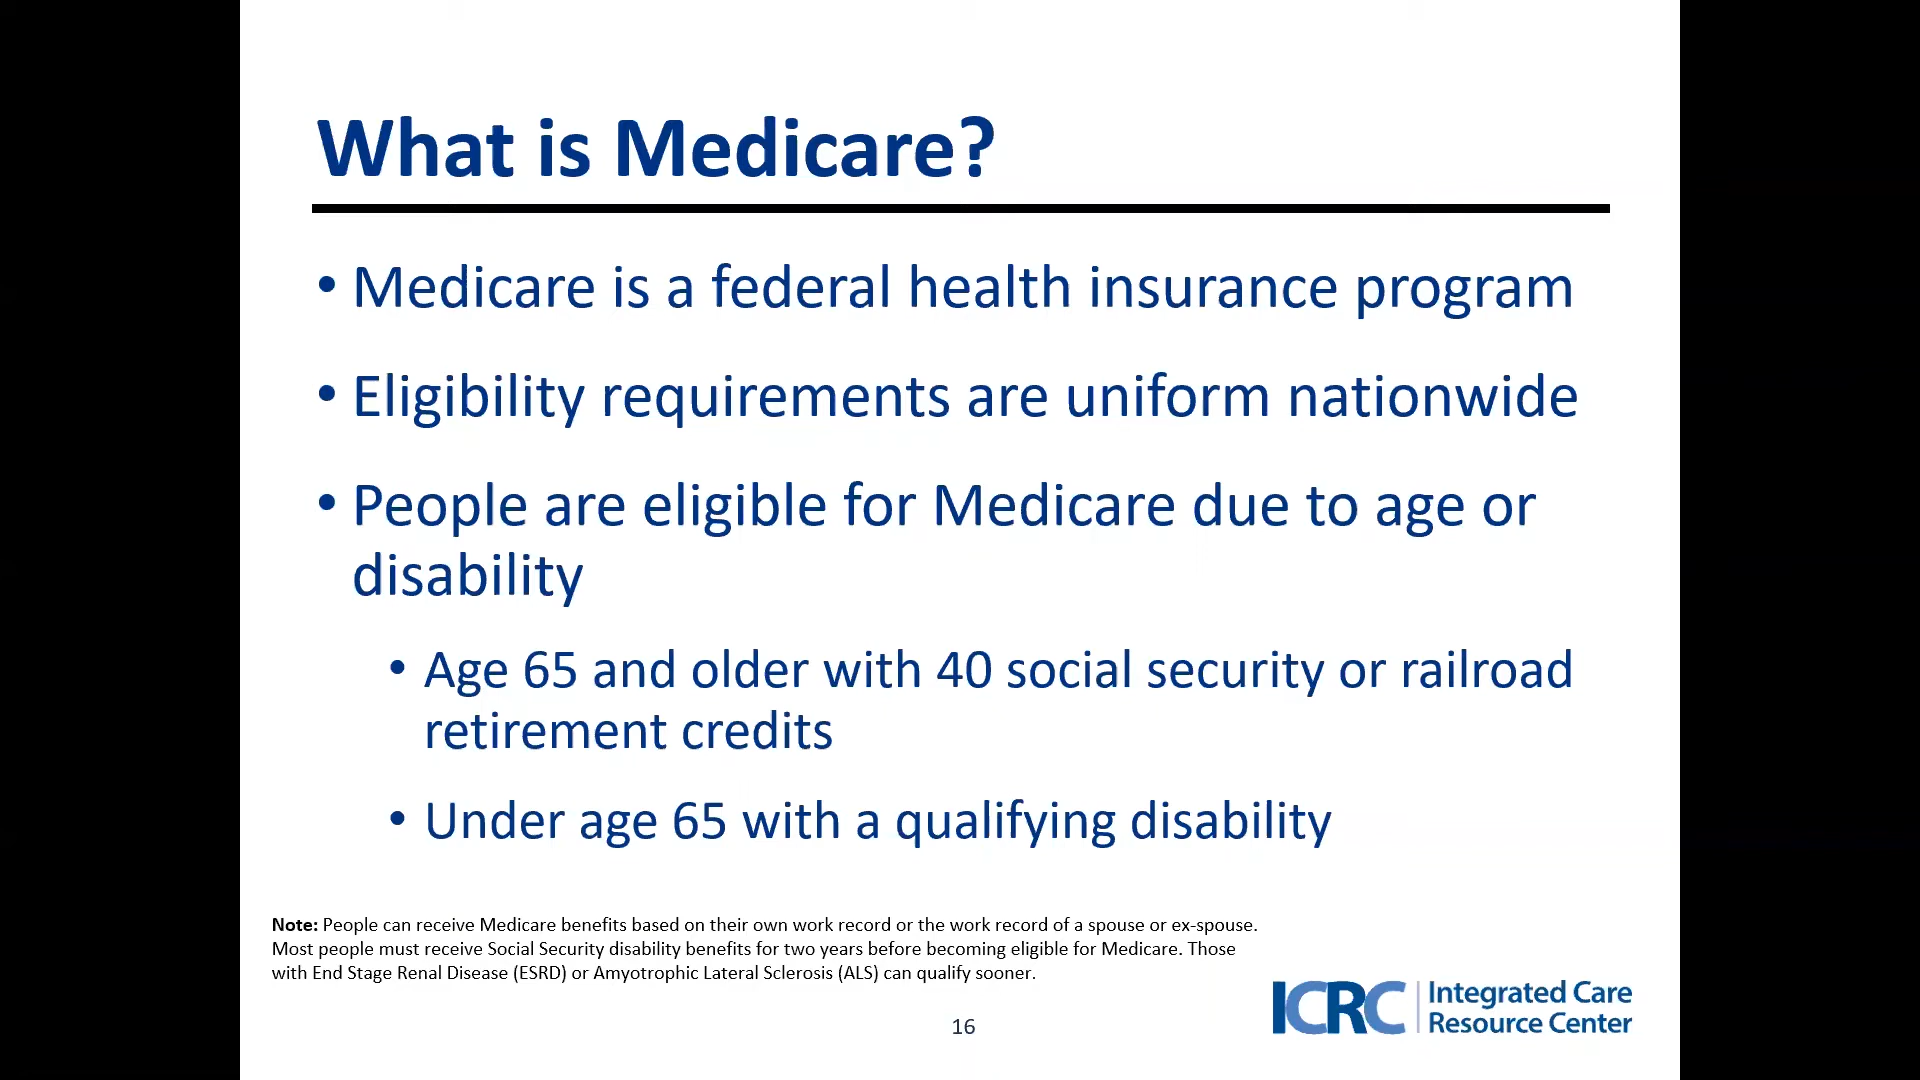 What is Medicare?
• Medicare is a federal health insurance program
• Eligibility requirements are uniform nationwide
• People are eligible for Medicare due to age or
disability
• Age 65 and older with 40 social security or railroad
retirement credits
• Under age 65 with a qualifying disability
Note: People can receive Medicare benefits based on their own work record or the work record of a spouse or ex-spouse.
Most people must receive Social Security disability benefits for two years before becoming eligible for Medicare. Those
with End Stage Renal Disease (ESRD) or Amyotrophic Lateral Sclerosis (ALS) can qualify sooner.
16
ICRC Integrated Care
Resource Center